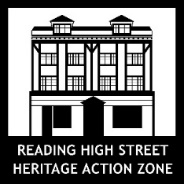 READING HIGH STREET
HERITAGE ACTION ZONE